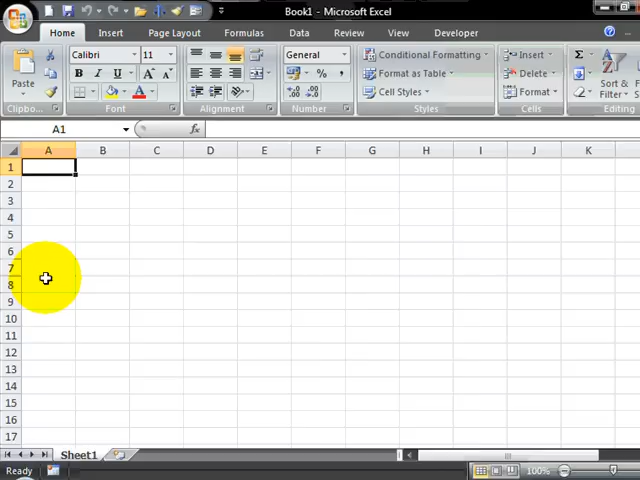 Book1 - Microsoft Excel
Home Insert Page Layout Formulas Data Review View Developer
Calibri 11 General Conditional Formatting Insert Σ
Paste B I U A A % Format as Table Delete Sort & Filter
A Cell Styles Format
Clipboard Font Alignment Number Styles Cells
A1 fx
A B C D E F G H I J K
1
2
3
4
5
6
7
8
9
10
11
12
13
14
15
16
17
Sheet1
Ready 100%